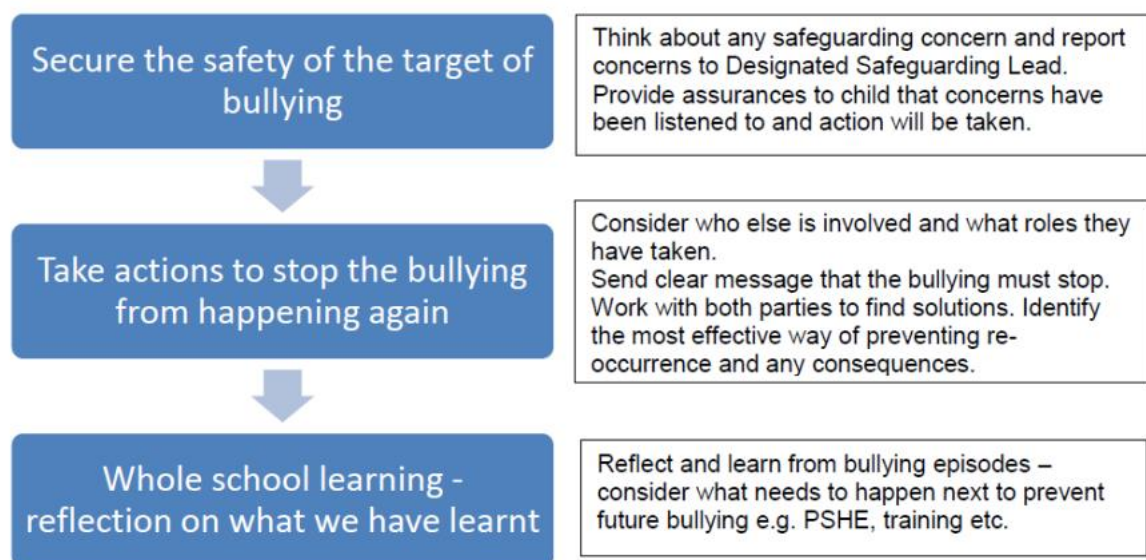 Secure the safety of the target of
bullying
Think about any safeguarding concern and report
concerns to Designated Safeguarding Lead.
Provide assurances to child that concerns have
been listened to and action will be taken.
Take actions to stop the bullying
from happening again
Consider who else is involved and what roles they
have taken.
Send clear message that the bullying must stop.
Work with both parties to find solutions. Identify
the most effective way of preventing re-
occurrence and any consequences.
Whole school learning -
reflection on what we have learnt
Reflect and learn from bullying episodes –
consider what needs to happen next to prevent
future bullying e.g. PSHE, training etc.